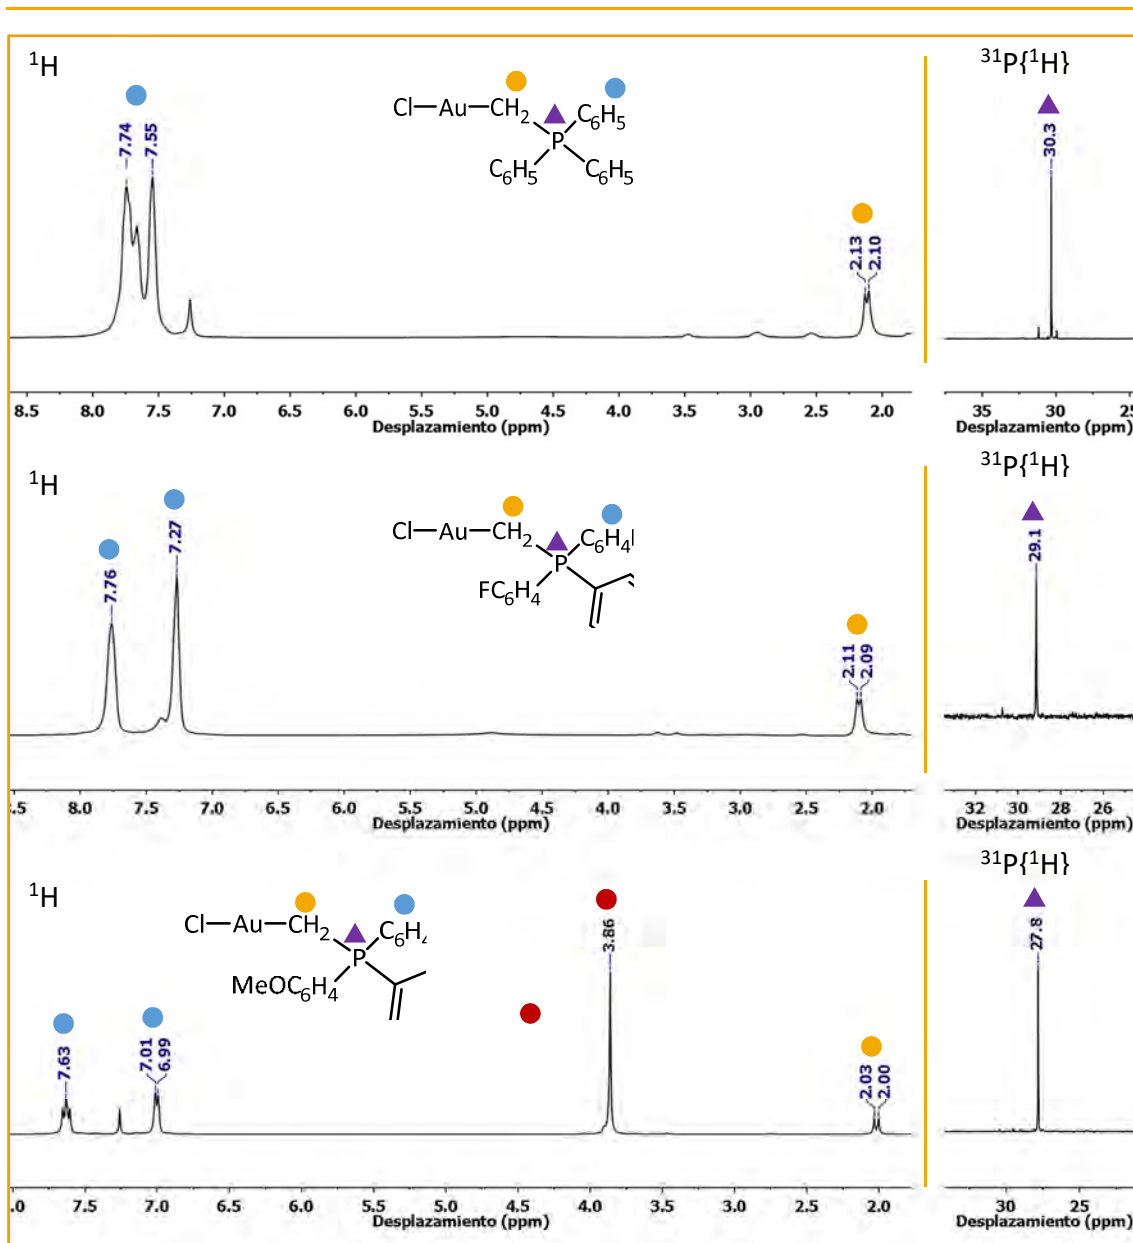 ¹H
³¹P{¹H}
Cl—Au—CH₂
C₆H₅
P
C₆H₅ C₆H₅
7.74
7.55
2.13
2.10
30.3
8.5 8.0 7.5 7.0 6.5 6.0 5.5 5.0 4.5 4.0 3.5 3.0 2.5 2.0
Desplazamiento (ppm)
35 30 25
Desplazamiento (ppm)
¹H
³¹P{¹H}
Cl—Au—CH₂
C₆H₄
P
FC₆H₄
7.76
7.27
2.11
2.09
29.1
8.0 7.5 7.0 6.5 6.0 5.5 5.0 4.5 4.0 3.5 3.0 2.5 2.0
Desplazamiento (ppm)
32 30 28 26
Desplazamiento (ppm)
¹H
³¹P{¹H}
Cl—Au—CH₂
C₆H₄
P
MeOC₆H₄
7.63
7.01
6.99
3.86
2.03
2.00
27.8
7.5 7.0 6.5 6.0 5.5 5.0 4.5 4.0 3.5 3.0 2.5 2.0
Desplazamiento (ppm)
30 25
Desplazamiento (ppm)